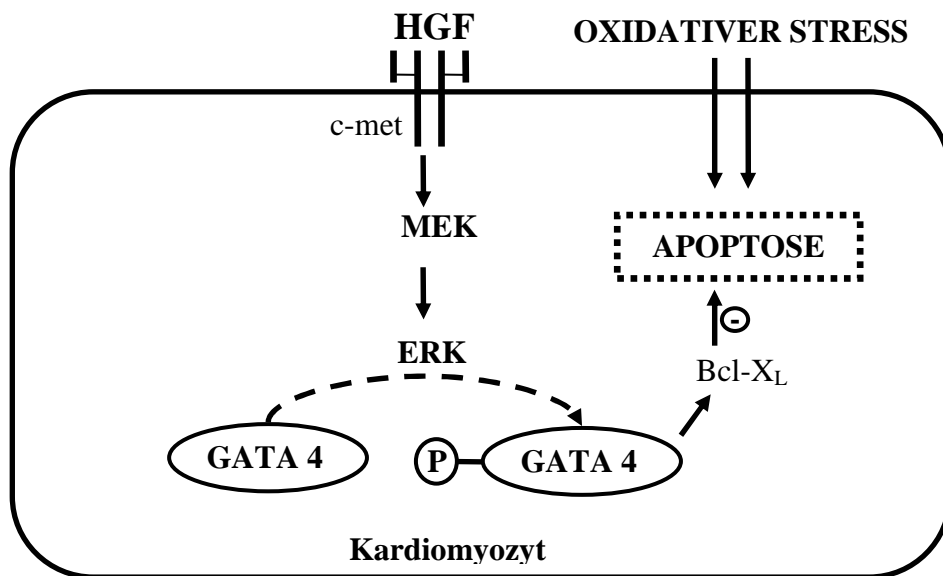 HGF
OXIDATIVER STRESS
c-met
MEK
APOPTOSE
-
ERK
Bcl-XL
GATA 4
P
GATA 4
Kardiomyozyt